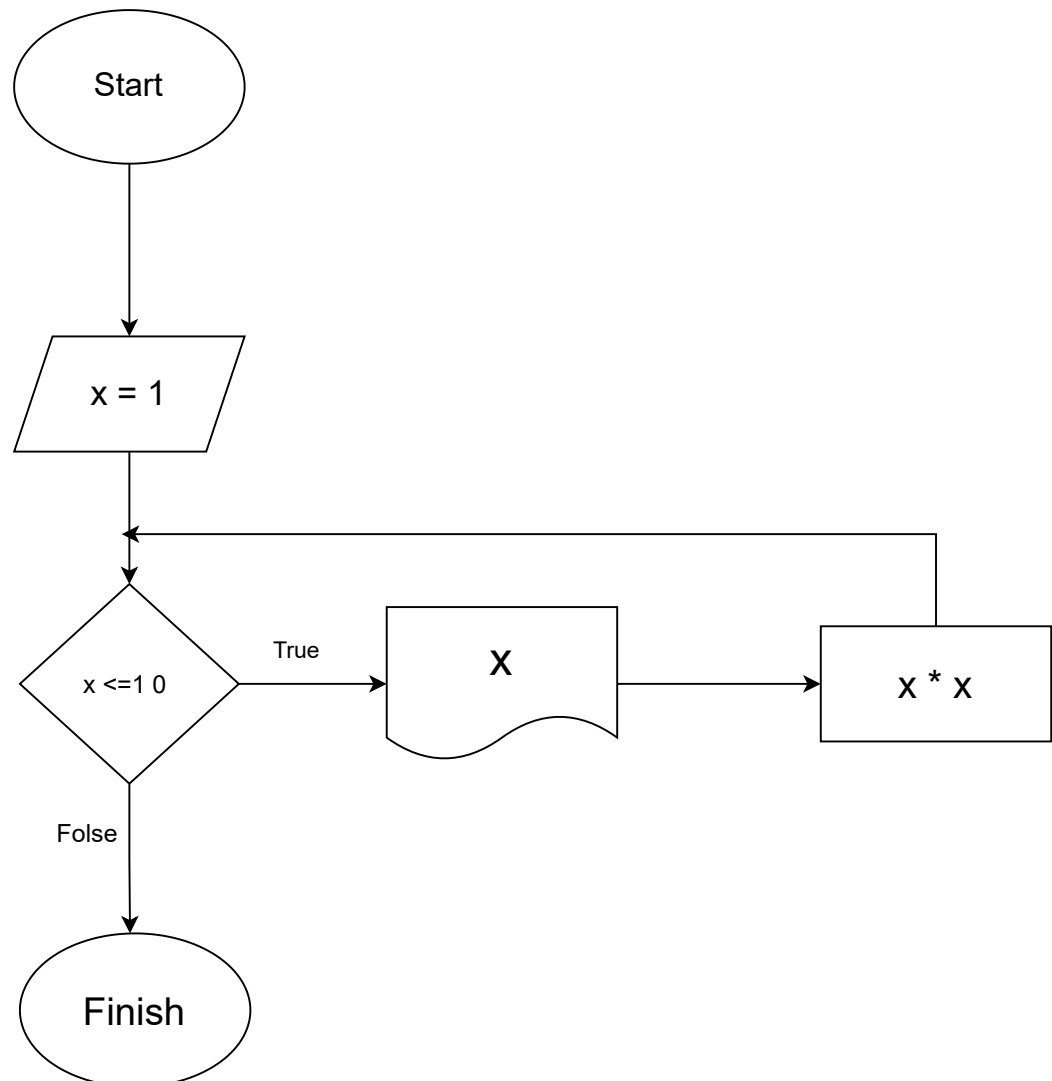 Start
x = 1
x <=1 0
True
x
x * x
Folse
Finish